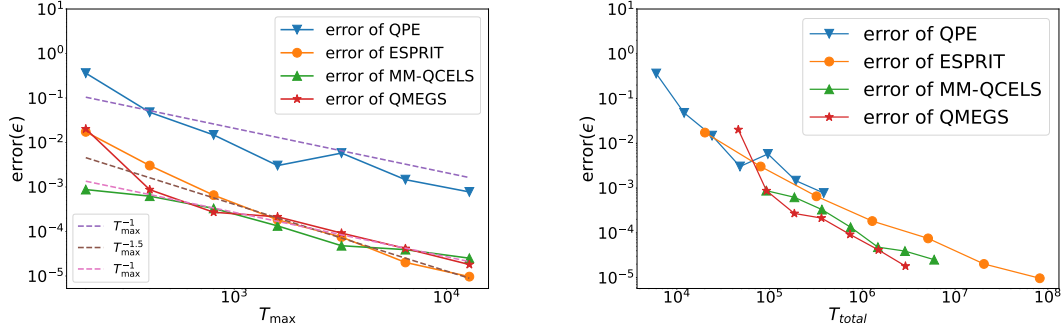 error of QPE
error of ESPRIT
error of MM-QCELS
error of QMEGS
10^1
10^0
10^-1
10^-2
10^-3
10^-4
10^-5
error(ϵ)
T_max^-1
T_max^-1.5
T_max^-1
10^3
10^4
T_max
error of QPE
error of ESPRIT
error of MM-QCELS
error of QMEGS
10^1
10^0
10^-1
10^-2
10^-3
10^-4
10^-5
error(ϵ)
10^4
10^5
10^6
10^7
10^8
T_total